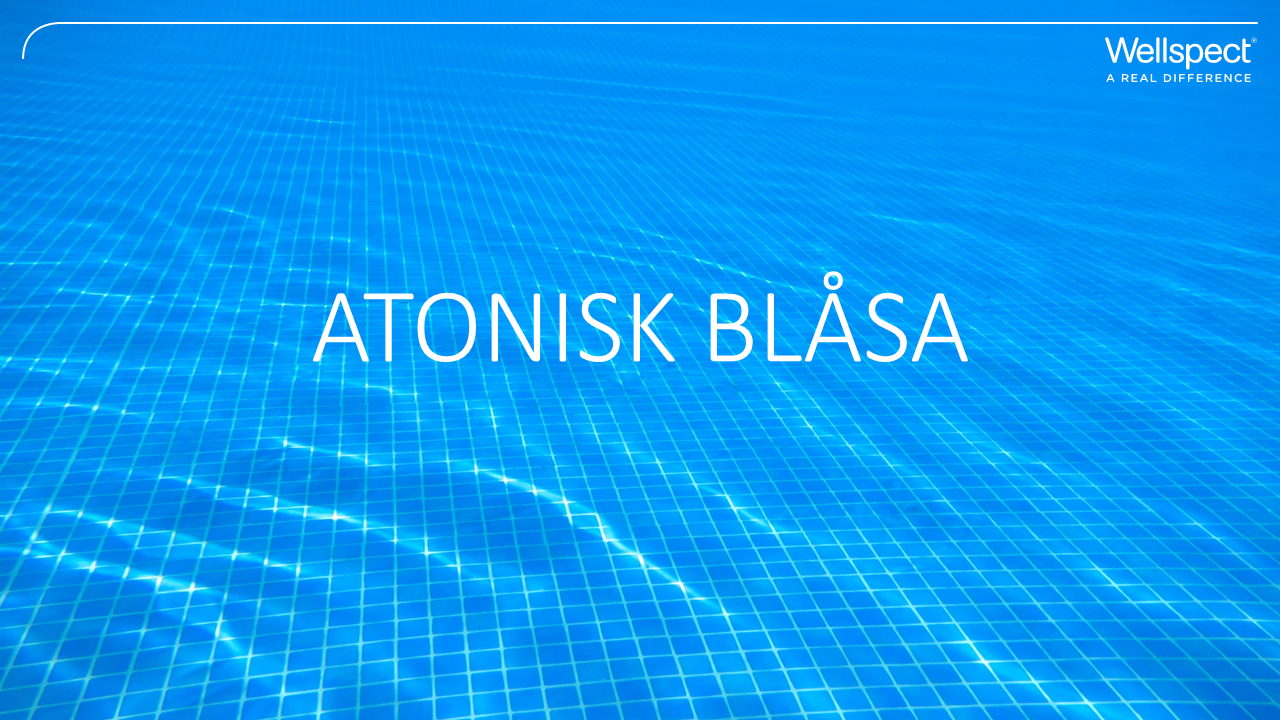 Wellspect®
A REAL DIFFERENCE
ATONISK BLÅSA